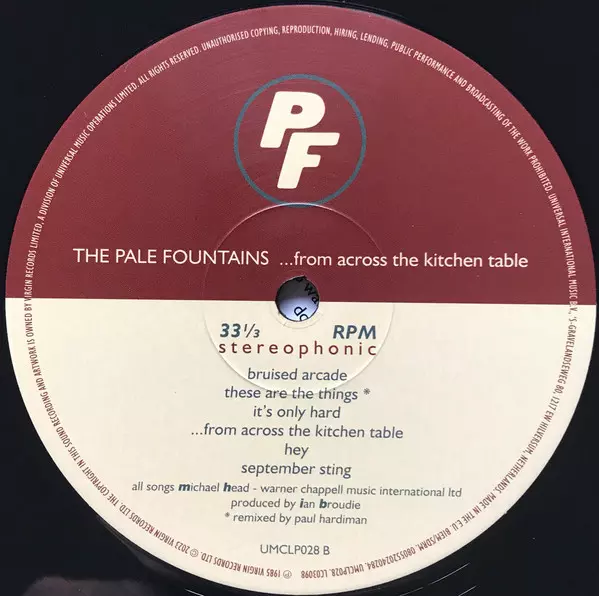 PF
THE PALE FOUNTAINS ...from across the kitchen table
33 1/3 RPM
stereophonic
bruised arcade
these are the things *
it's only hard
...from across the kitchen table
hey
september sting
all songs michael head - warner chappell music international ltd
produced by ian broudie
* remixed by paul hardiman
UMCLP028 B
℗ 1985 VIRGIN RECORDS LTD. © 2023 VIRGIN RECORDS LTD. THE COPYRIGHT IN THIS SOUND RECORDING AND ARTWORK IS OWNED BY VIRGIN RECORDS LIMITED, A DIVISION OF UNIVERSAL MUSIC OPERATIONS LIMITED. ALL RIGHTS RESERVED. UNAUTHORISED COPYING, REPRODUCTION, HIRING, LENDING, PUBLIC PERFORMANCE AND BROADCASTING OF THE WORK PROHIBITED. UNIVERSAL INTERNATIONAL MUSIC B.V., 'S-GRAVELANDSEWEG 80, 1217 EW HILVERSUM, NETHERLANDS. MADE IN THE E.U. BIEM/SDRM. 0805520240284. UMCLP028. LC03098